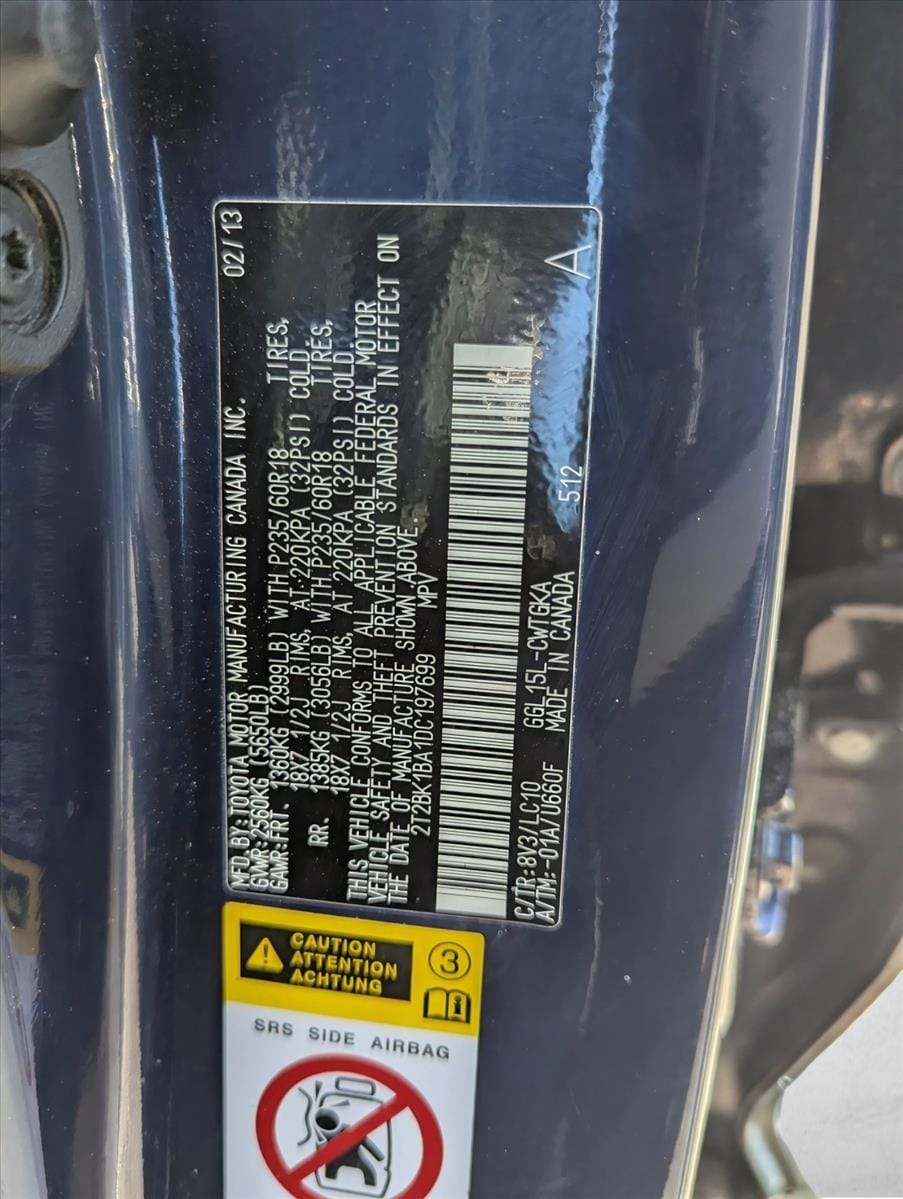 MFD. BY: TOYOTA MOTOR MANUFACTURING CANADA INC. 02/13
GVWR: 2560KG (5650LB)
GAWR: FRT. 1360KG (2999LB) WITH P235/60R18 TIRES,
18X7 1/2J RIMS, AT 220KPA (32PSI) COLD
RR. 1385KG (3056LB) WITH P235/60R18 TIRES,
18X7 1/2J RIMS, AT 220KPA (32PSI) COLD
THIS VEHICLE CONFORMS TO ALL APPLICABLE FEDERAL MOTOR
VEHICLE SAFETY AND THEFT PREVENTION STANDARDS IN EFFECT ON
THE DATE OF MANUFACTURE SHOWN ABOVE.
2T2BK1BA1DC197699 MPV
C/TR: 8V3/LC10 GGL15L-CWTGKA
A/TM: -01A/U660F MADE IN CANADA 512 A
CAUTION
ATTENTION
ACHTUNG
3
SRS SIDE AIRBAG